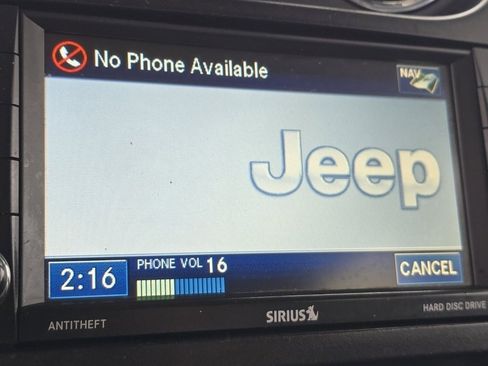 No Phone Available
NAV
Jeep
2:16
PHONE VOL 16
CANCEL
ANTITHEFT
SIRIUS
HARD DISC DRIVE